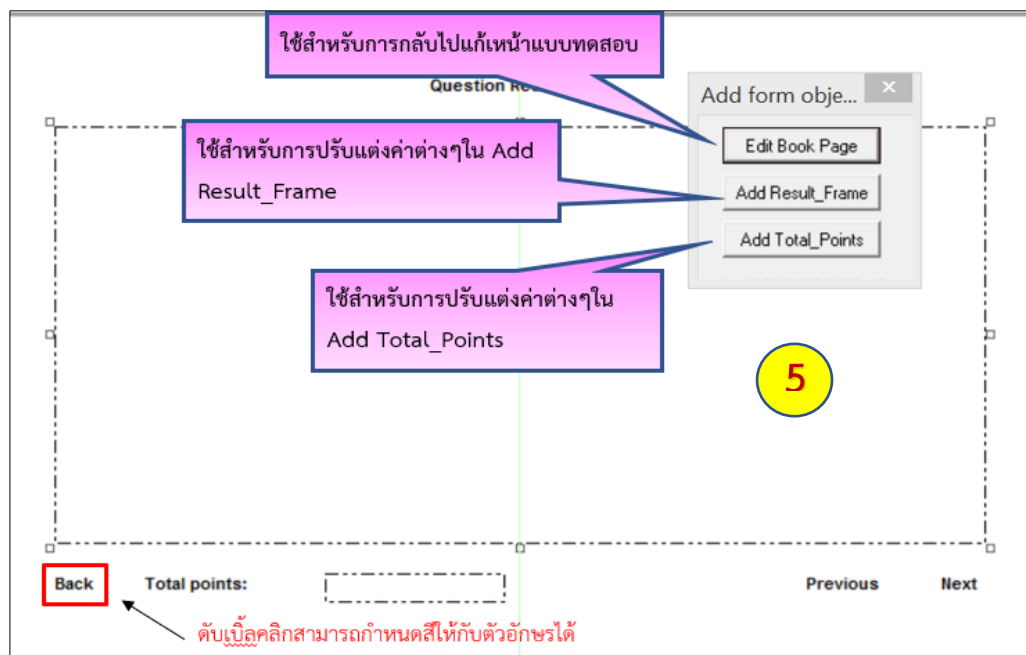 ใช้สำหรับการกลับไปแก้เหน้าแบบทดสอบ
Question Re
Add form obje...
Edit Book Page
ใช้สำหรับการปรับแต่งค่าต่างๆใน Add
Result_Frame
Add Result_Frame
Add Total_Points
ใช้สำหรับการปรับแต่งค่าต่างๆใน
Add Total_Points
5
Back
Total points:
Previous
Next
ดับเบิ้ลคลิกสามารถกำหนดสีให้กับตัวอักษรได้